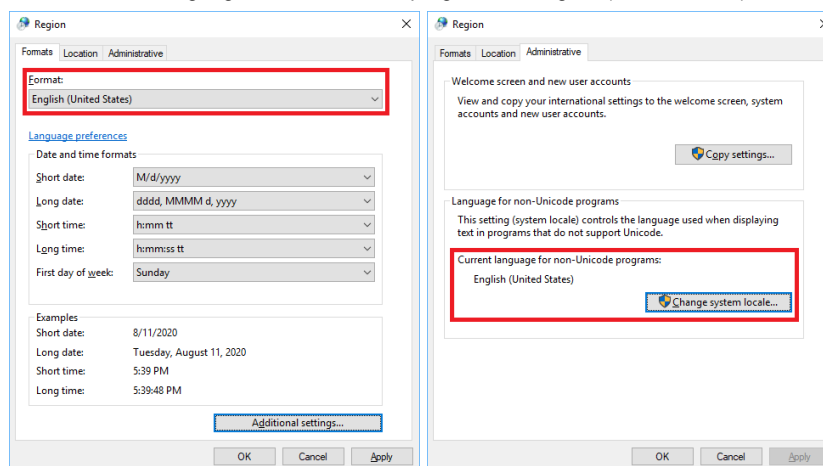 Region
Formats Location Administrative
Format:
English (United States)
Language preferences
Date and time formats
Short date: M/d/yyyy
Long date: dddd, MMMM d, yyyy
Short time: h:mm tt
Long time: h:mm:ss tt
First day of week: Sunday
Examples
Short date: 8/11/2020
Long date: Tuesday, August 11, 2020
Short time: 5:39 PM
Long time: 5:39:48 PM
Additional settings...
OK Cancel Apply
Region
Formats Location Administrative
Welcome screen and new user accounts
View and copy your international settings to the welcome screen, system
accounts and new user accounts.
Copy settings...
Language for non-Unicode programs
This setting (system locale) controls the language used when displaying
text in programs that do not support Unicode.
Current language for non-Unicode programs:
English (United States)
Change system locale...
OK Cancel Apply